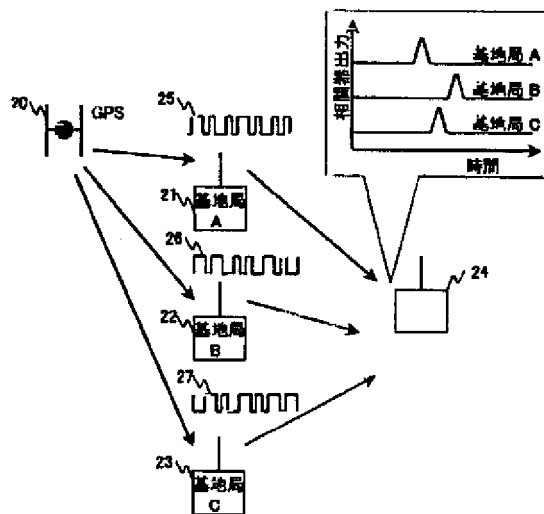 20
GPS
25
相関器出力
基地局 A
基地局 B
基地局 C
時間
21
基地局
A
26
22
基地局
B
24
27
23
基地局
C